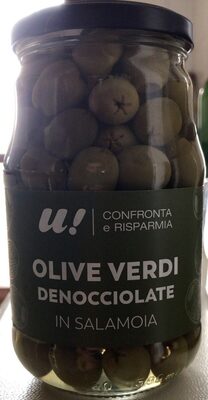 u! CONFRONTA
e RISPARMIA
OLIVE VERDI
DENOCCIOLATE
IN SALAMOIA